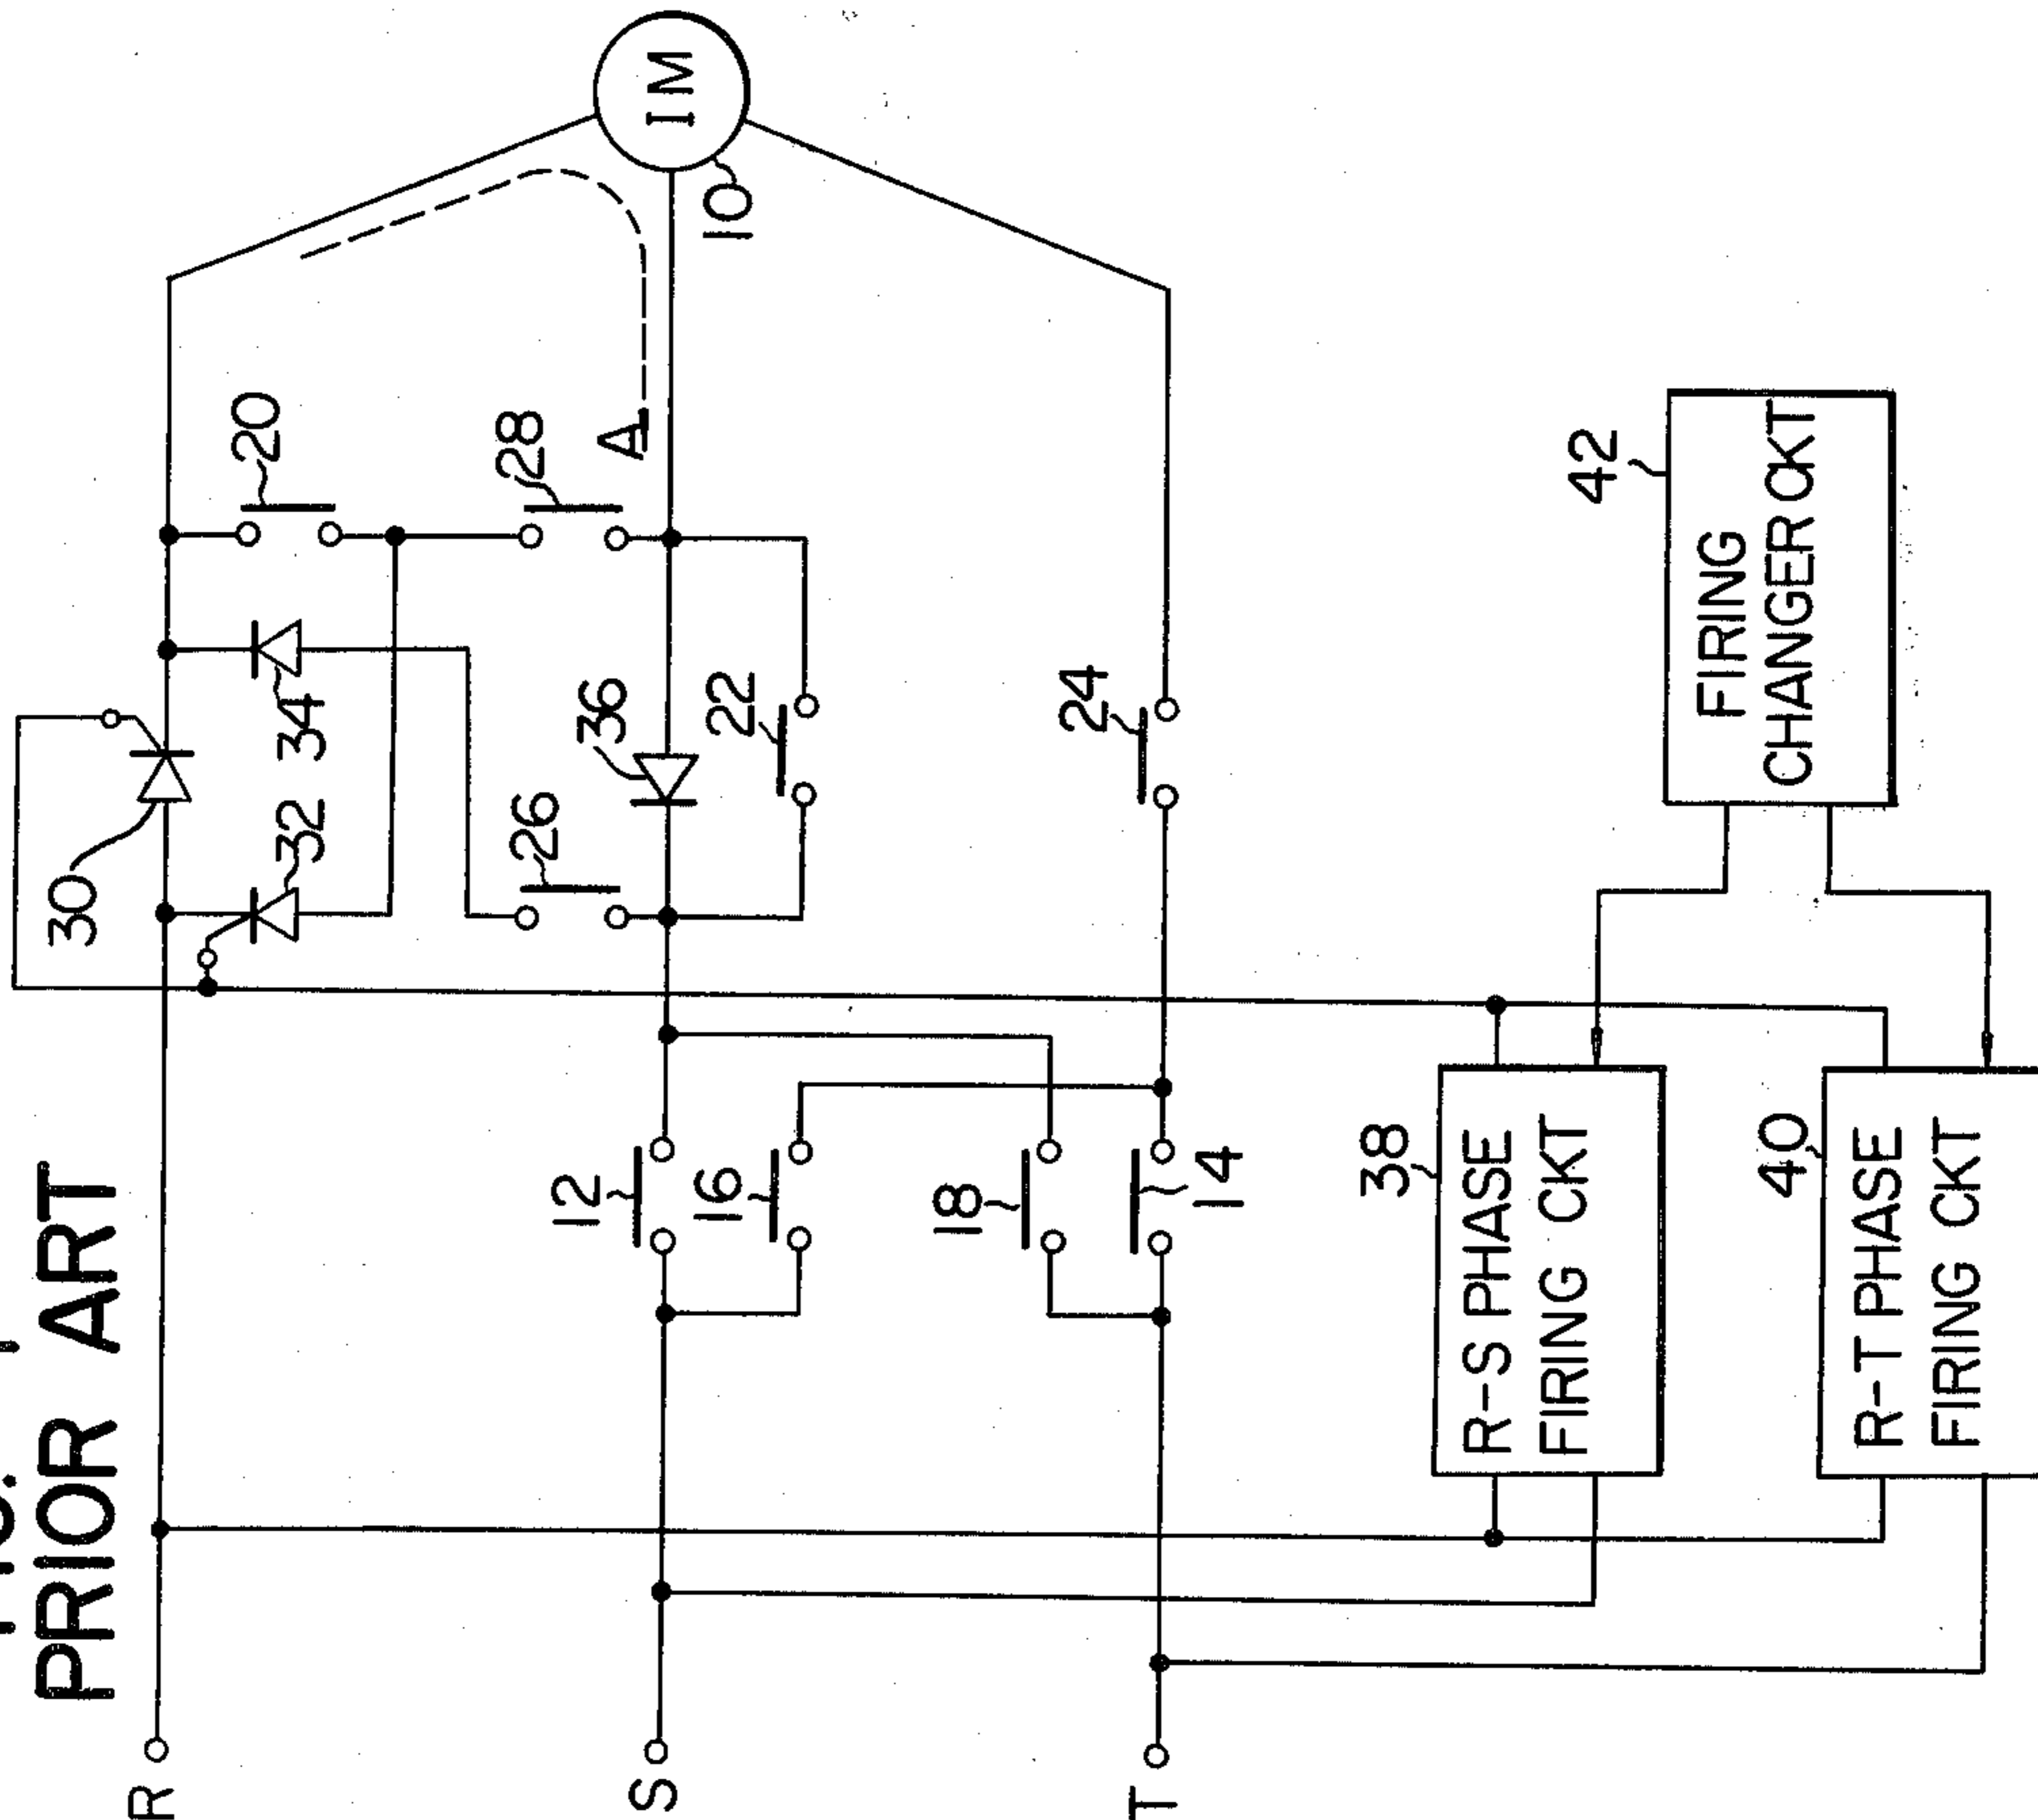 PRIOR ART
R
S
T
30
32
34
20
28
A
IM
10
26
36
22
24
12
16
18
14
38
R-S PHASE
FIRING CKT
40
R-T PHASE
FIRING CKT
42
FIRING
CHANGER CKT